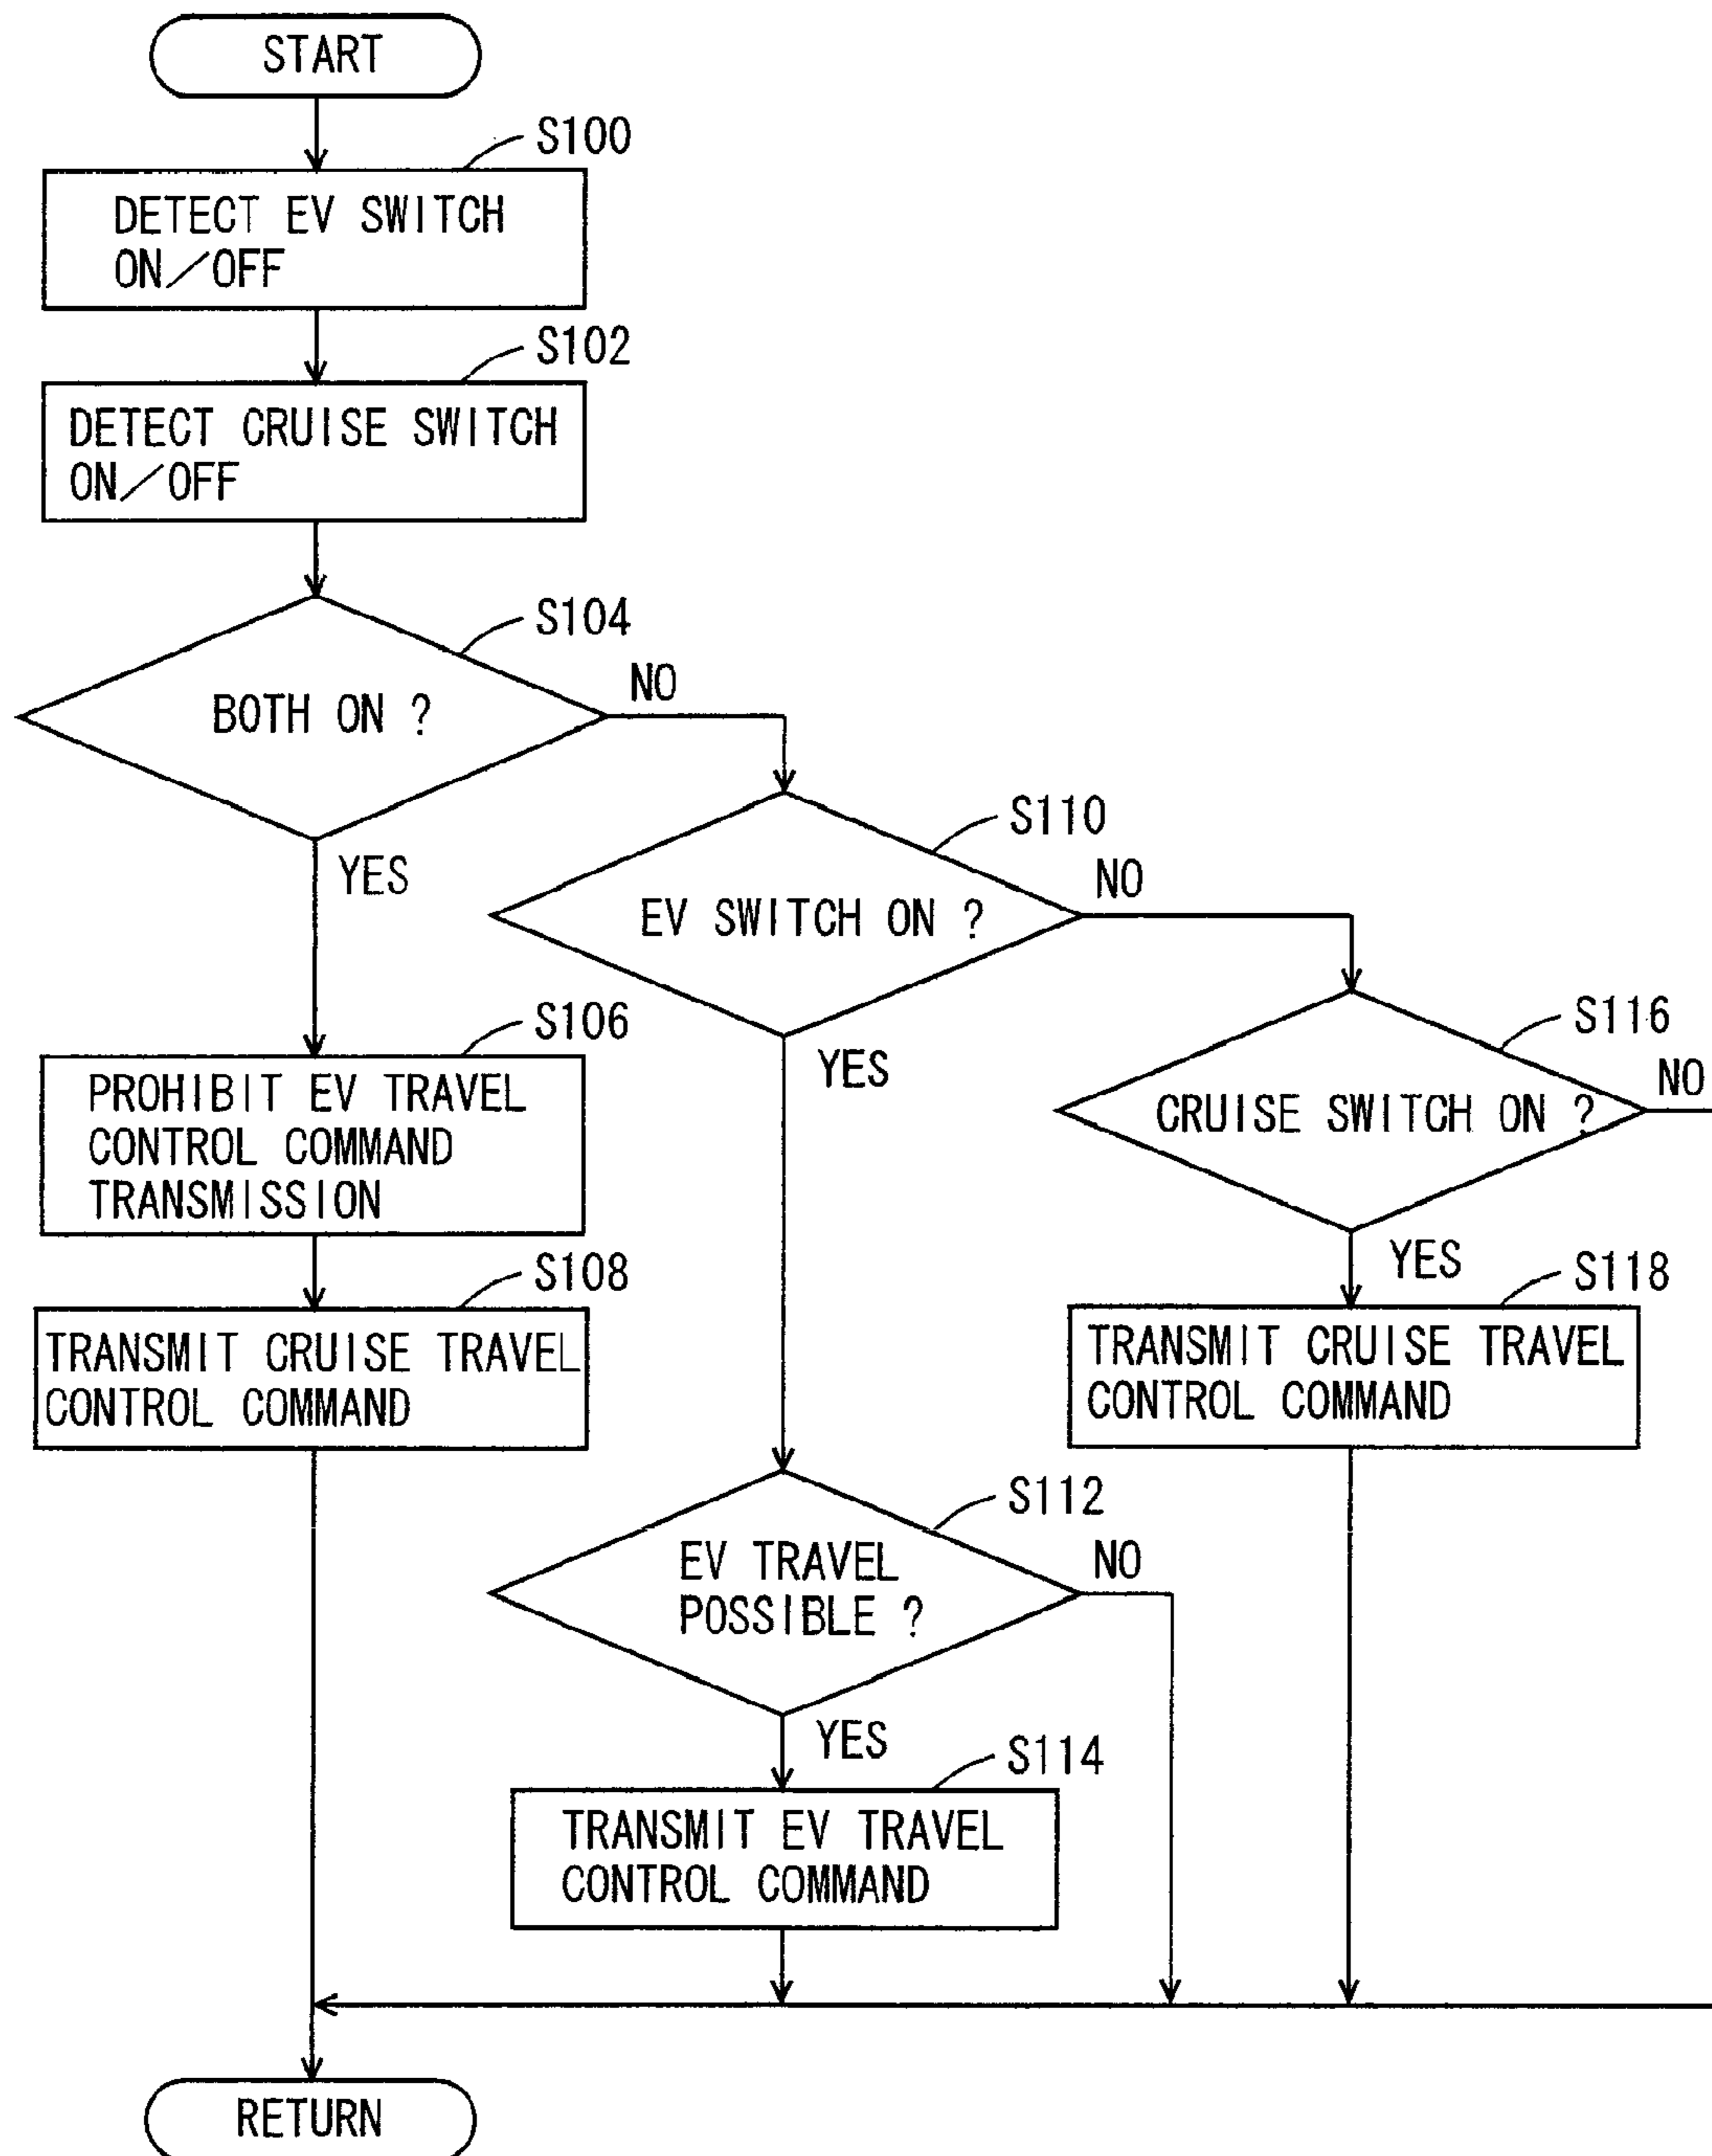 START
S100
DETECT EV SWITCH
ON/OFF
S102
DETECT CRUISE SWITCH
ON/OFF
S104
BOTH ON ?
NO
YES
S110
EV SWITCH ON ?
NO
YES
S116
CRUISE SWITCH ON ?
NO
YES
S106
PROHIBIT EV TRAVEL
CONTROL COMMAND
TRANSMISSION
S108
TRANSMIT CRUISE TRAVEL
CONTROL COMMAND
S118
TRANSMIT CRUISE TRAVEL
CONTROL COMMAND
S112
EV TRAVEL
POSSIBLE ?
NO
YES
S114
TRANSMIT EV TRAVEL
CONTROL COMMAND
RETURN